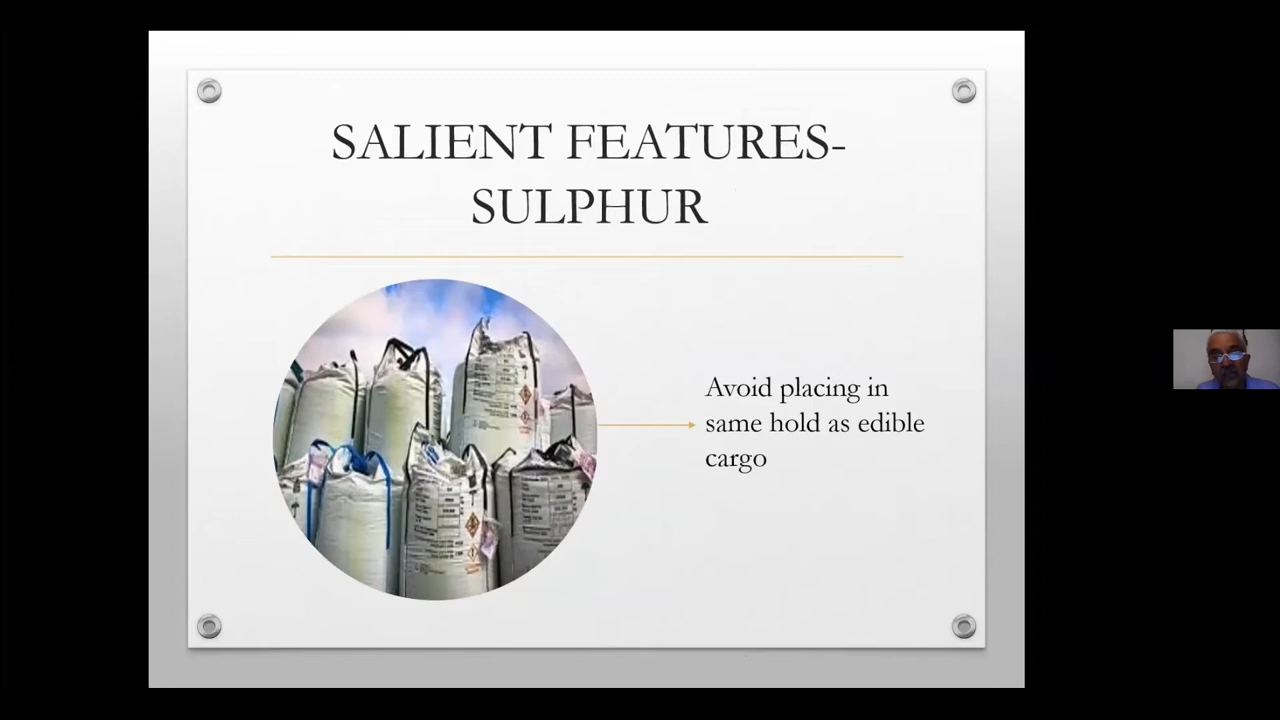 SALIENT FEATURES-
SULPHUR
Avoid placing in
same hold as edible
cargo